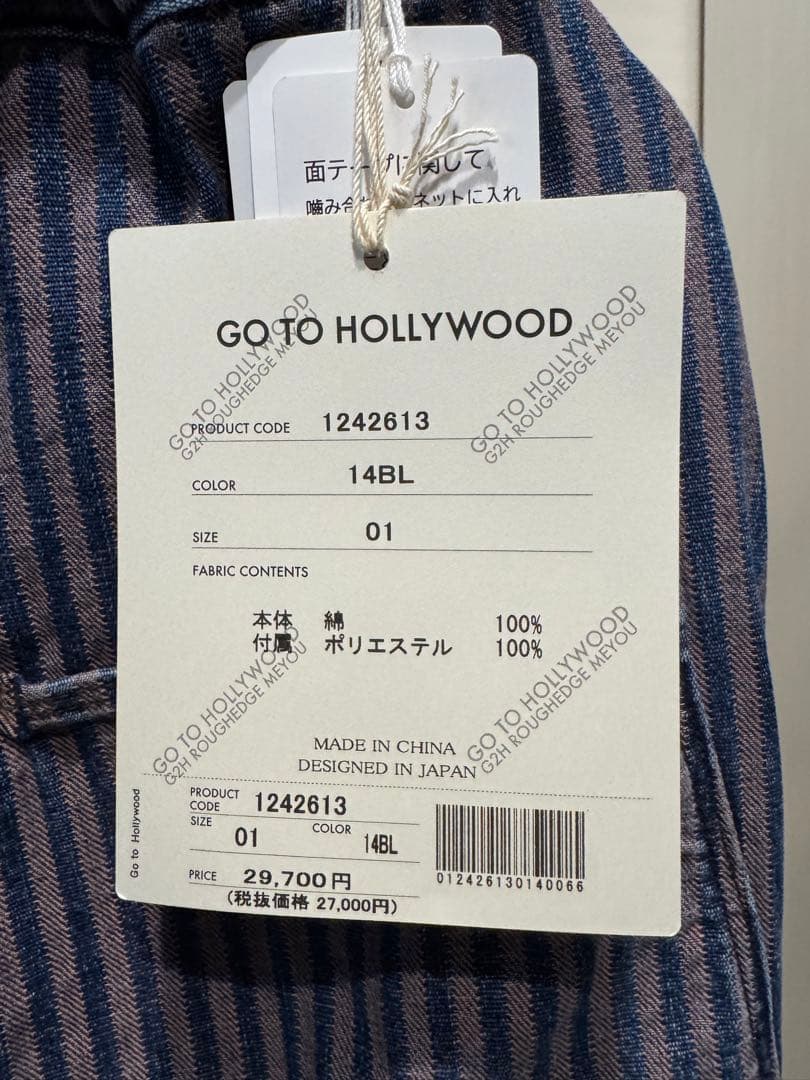 面テープに関して
噛み合 ネットに入れ
GO TO HOLLYWOOD
GO TO HOLLYWOOD
G2H ROUGHEDGE MEYOU
GO TO HOLLYWOOD
G2H ROUGHEDGE MEYOU
PRODUCT CODE 1242613
COLOR 14BL
SIZE 01
FABRIC CONTENTS
本体 綿 100%
付属 ポリエステル 100%
GO TO HOLLYWOOD
G2H ROUGHEDGE MEYOU
GO TO HOLLYWOOD
G2H ROUGHEDGE MEYOU
MADE IN CHINA
DESIGNED IN JAPAN
Go to Hollywood
PRODUCT
CODE 1242613
SIZE 01 COLOR 14BL
PRICE 29,700円
(税抜価格 27,000円)
012426130140066